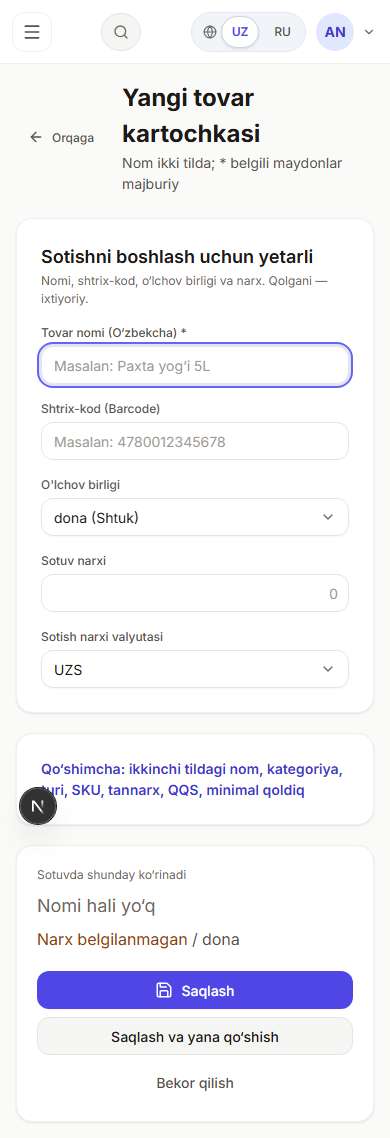 UZ
RU
AN
Yangi tovar
kartochkasi
Orqaga
Nom ikki tilda; * belgili maydonlar
majburiy
Sotishni boshlash uchun yetarli
Nomi, shtrix-kod, o‘lchov birligi va narx. Qolgani —
ixtiyoriy.
Tovar nomi (O‘zbekcha) *
Masalan: Paxta yog‘i 5L
Shtrix-kod (Barcode)
Masalan: 4780012345678
O'lchov birligi
dona (Shtuk)
Sotuv narxi
0
Sotish narxi valyutasi
UZS
Qo‘shimcha: ikkinchi tildagi nom, kategoriya,
turi, SKU, tannarx, QQS, minimal qoldiq
N
Sotuvda shunday ko‘rinadi
Nomi hali yo‘q
Narx belgilanmagan / dona
Saqlash
Saqlash va yana qo‘shish
Bekor qilish